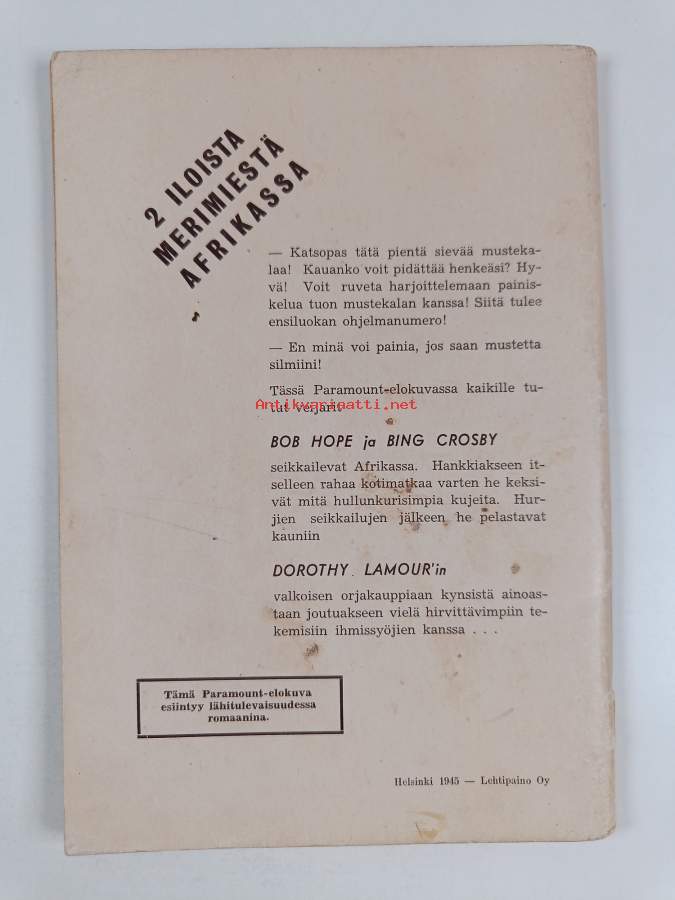 2 ILOISTA
MERIMIESTÄ
AFRIKASSA
— Katsopas tätä pientä sievää musteka-
laa! Kauanko voit pidättää henkeäsi? Hy-
vä! Voit ruveta harjoittelemaan painis-
kelua tuon mustekalan kanssa! Siitä tulee
ensiluokan ohjelmanumero!
— En minä voi painia, jos saan mustetta
silmiini!
Tässä Paramount-elokuvassa kaikille tu-
tut veijarit
Antikvariaatti.net
BOB HOPE ja BING CROSBY
seikkailevat Afrikassa. Hankkiakseen it-
selleen rahaa kotimatkaa varten he keksi-
vät mitä hullunkurisimpia kujeita. Hur-
jien seikkailujen jälkeen he pelastavat
kauniin
DOROTHY LAMOUR'in
valkoisen orjakauppiaan kynsistä ainoas-
taan joutuakseen vielä hirvittävimpiin te-
kemisiin ihmissyöjien kanssa . . .
Tämä Paramount-elokuva
esiintyy lähitulevaisuudessa
romaanina.
Helsinki 1945 — Lehtipaino Oy